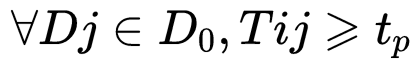 ∀Dj ∈ D₀, Tij ⩾ tₚ